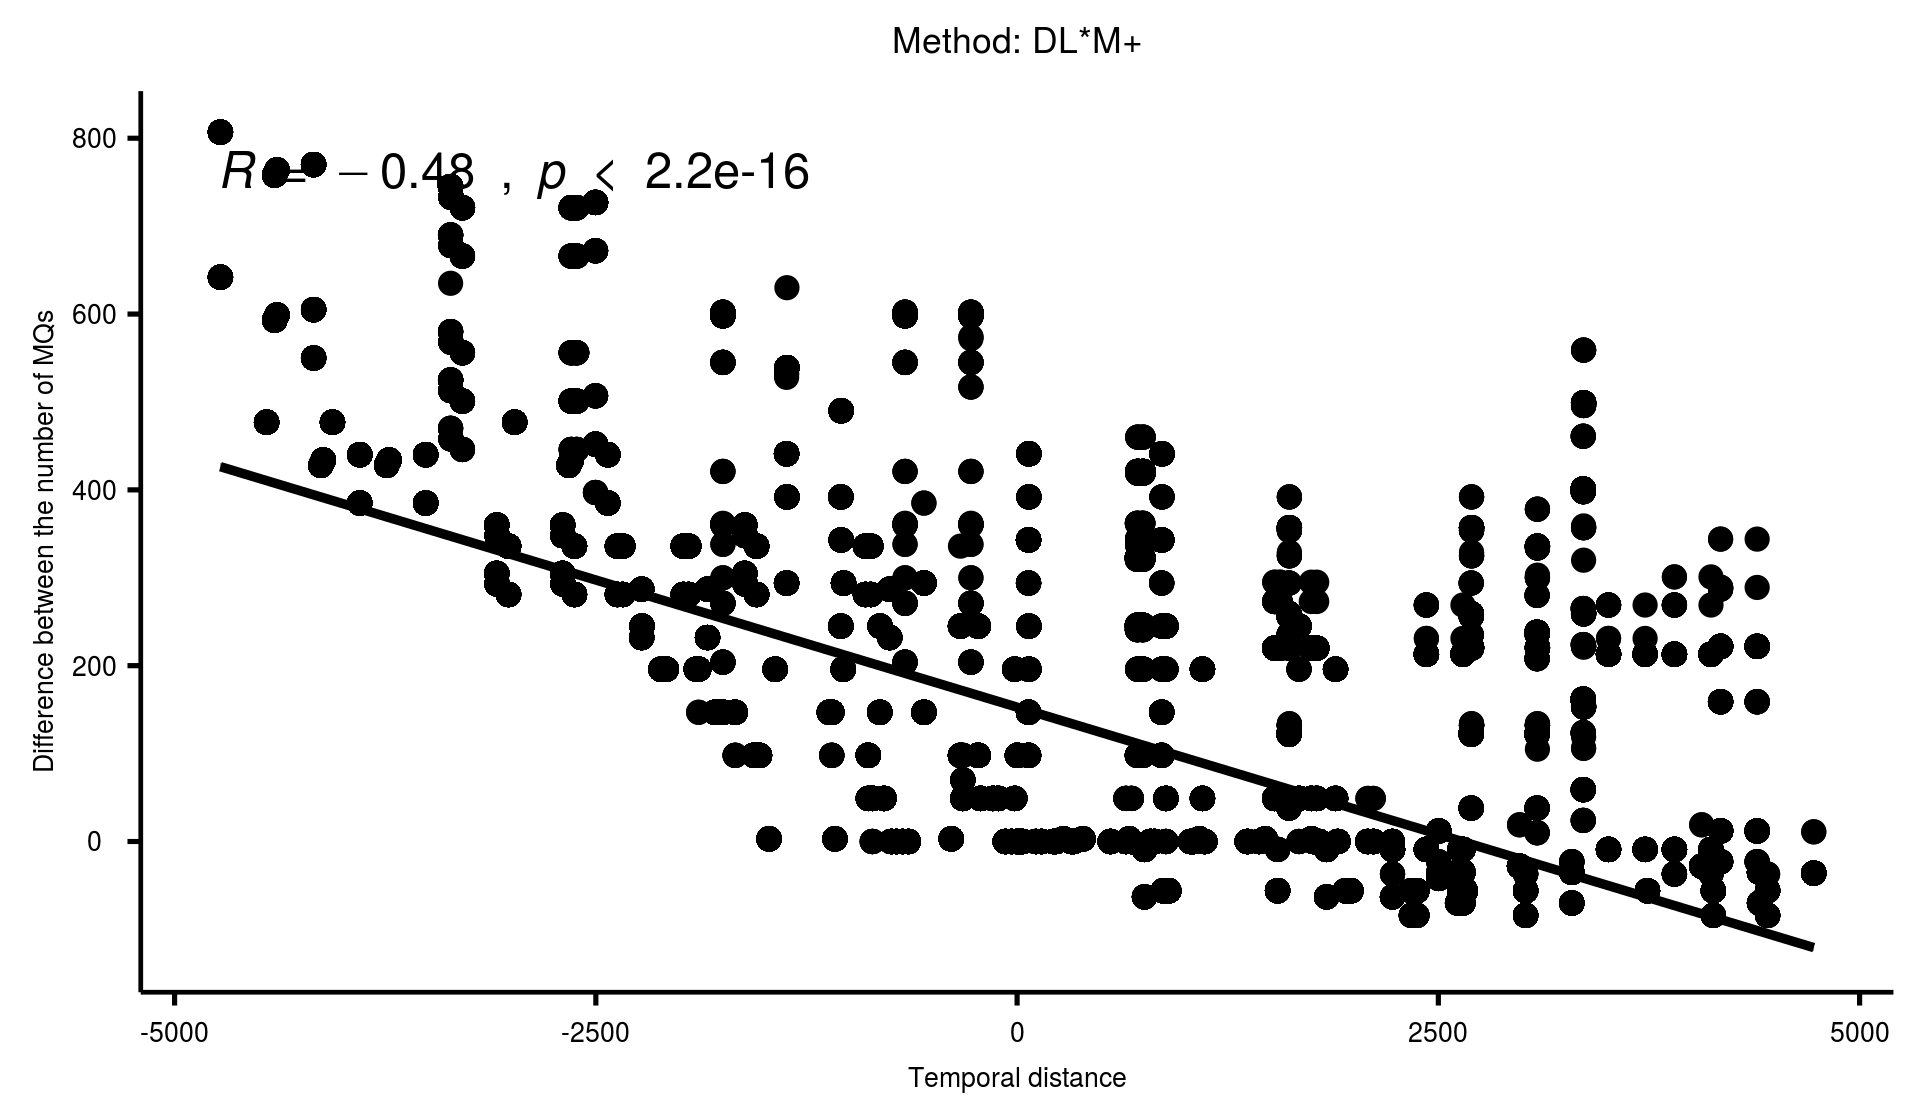 Method: DL*M+
R = − 0.48 , p < 2.2e-16
Difference between the number of MQs
800
600
400
200
0
-5000
-2500
0
2500
5000
Temporal distance